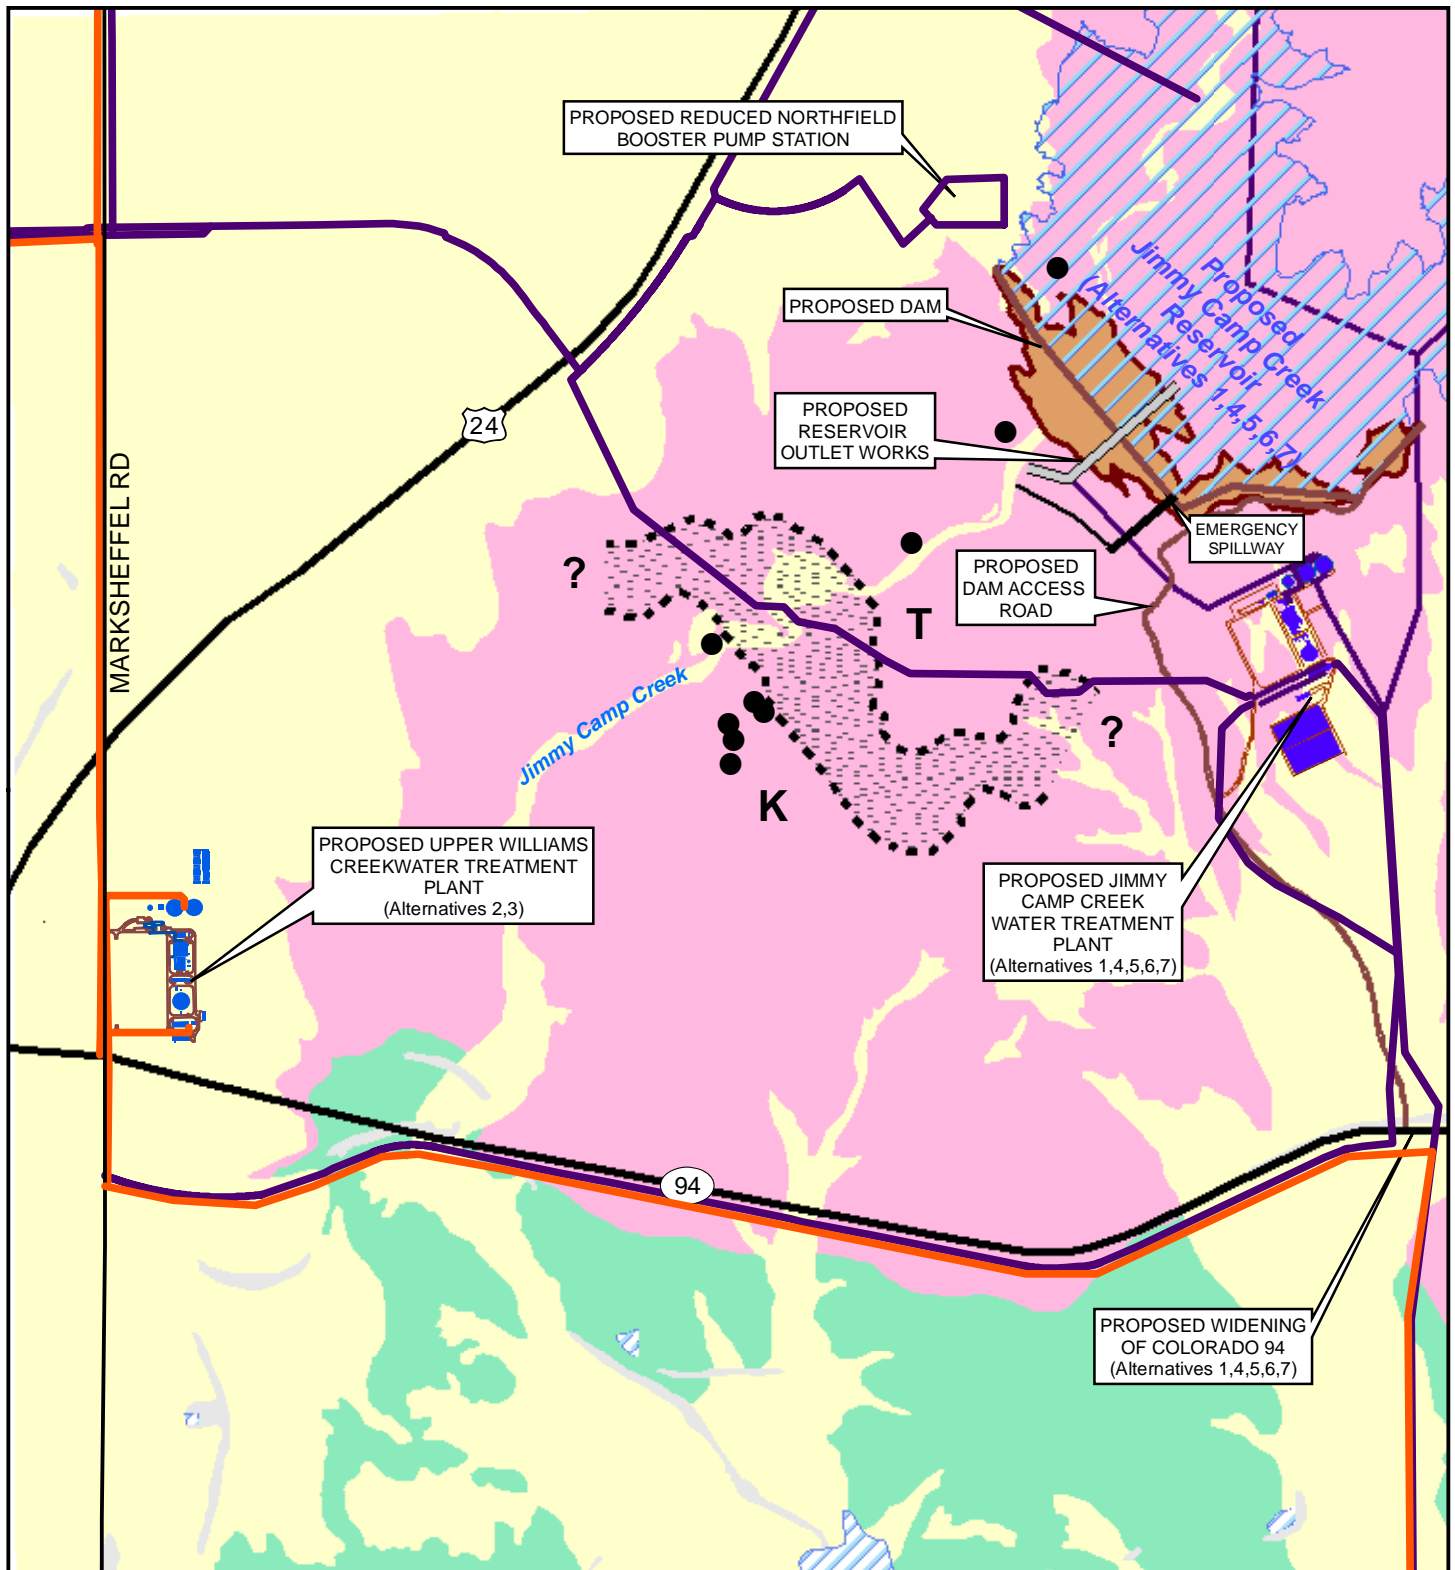 PROPOSED REDUCED NORTHFIELD
BOOSTER PUMP STATION
Proposed
Jimmy Camp Creek
Reservoir
(Alternatives 1,4,5,6,7)
PROPOSED DAM
24
PROPOSED
RESERVOIR
OUTLET WORKS
MARKSHEFFEL RD
EMERGENCY
SPILLWAY
?
PROPOSED
DAM ACCESS
ROAD
T
Jimmy Camp Creek
?
K
PROPOSED UPPER WILLIAMS
CREEKWATER TREATMENT
PLANT
(Alternatives 2,3)
PROPOSED JIMMY
CAMP CREEK
WATER TREATMENT
PLANT
(Alternatives 1,4,5,6,7)
94
PROPOSED WIDENING
OF COLORADO 94
(Alternatives 1,4,5,6,7)